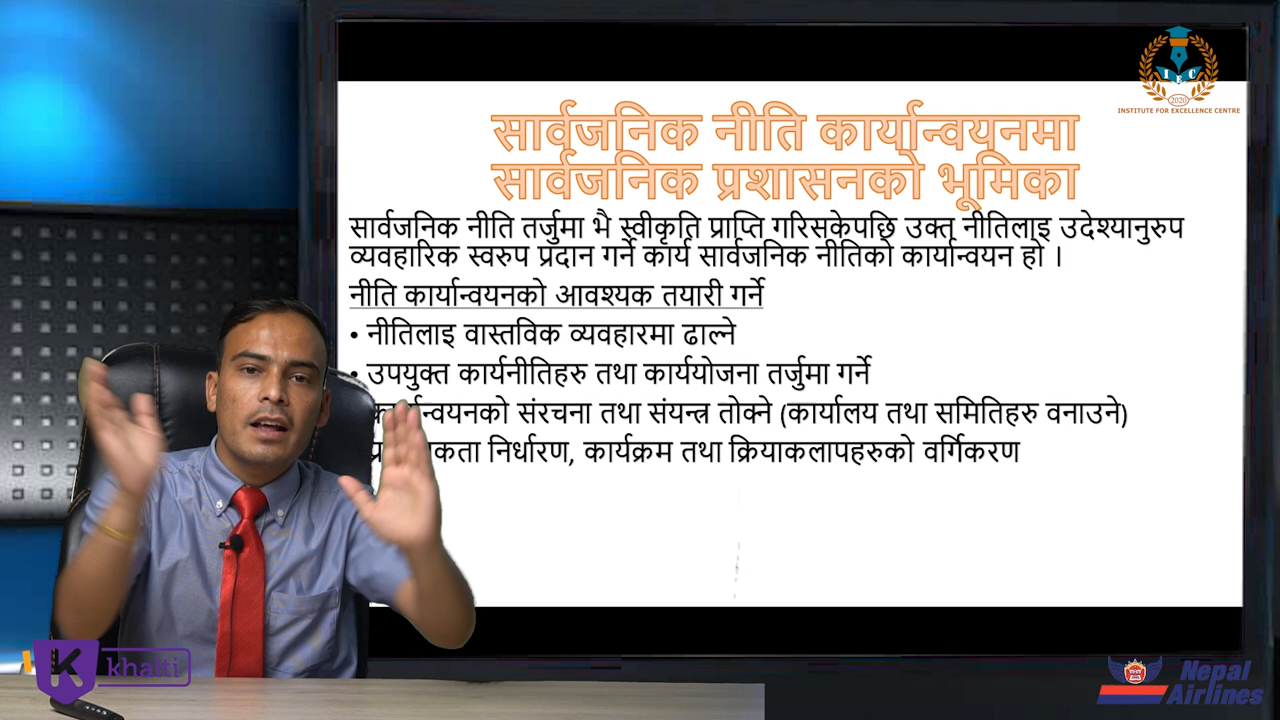 I E C
2020
INSTITUTE FOR EXCELLENCE CENTRE
सार्वजनिक नीति कार्यान्वयनमा
सार्वजनिक प्रशासनको भूमिका
सार्वजनिक नीति तर्जुमा भै स्वीकृति प्राप्ति गरिसकेपछि उक्त नीतिलाइ उदेश्यानुरुप
व्यवहारिक स्वरुप प्रदान गर्ने कार्य सार्वजनिक नीतिको कार्यान्वयन हो ।
नीति कार्यान्वयनको आवश्यक तयारी गर्ने
• नीतिलाइ वास्तविक व्यवहारमा ढाल्ने
• उपयुक्त कार्यनीतिहरु तथा कार्ययोजना तर्जुमा गर्ने
कार्यान्वयनको संरचना तथा संयन्त्र तोक्ने (कार्यालय तथा समितिहरु वनाउने)
निर्धारण, कार्यक्रम तथा क्रियाकलापहरुको वर्गिकरण
K khalti
Nepal
Airlines